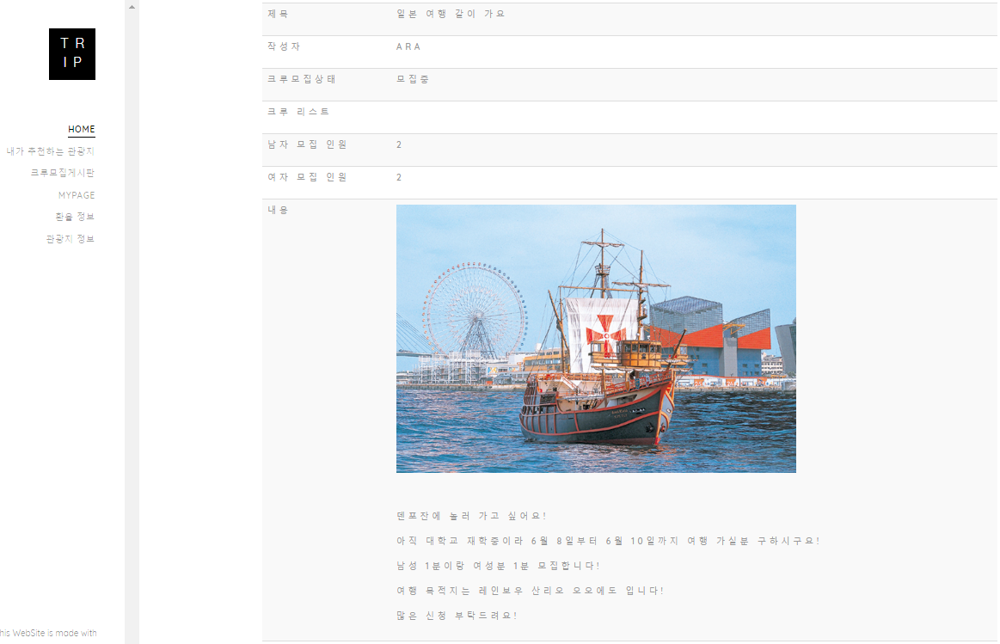 TR
IP
HOME
내가 추천하는 관광지
크루모집게시판
MYPAGE
환율 정보
관광지 정보
his WebSite is made with
제목 일본 여행 같이 가요
작성자 ARA
크루모집상태 모집중
크루 리스트
남자 모집 인원 2
여자 모집 인원 2
내용
덴포잔에 놀러 가고 싶어요!
아직 대학교 재학중이라 6월 8일부터 6월 10일까지 여행 가실분 구하시구요!
남성 1분이랑 여성분 1분 모집합니다!
여행 목적지는 레인보우 산리오 오오에도 입니다!
많은 신청 부탁드려요!